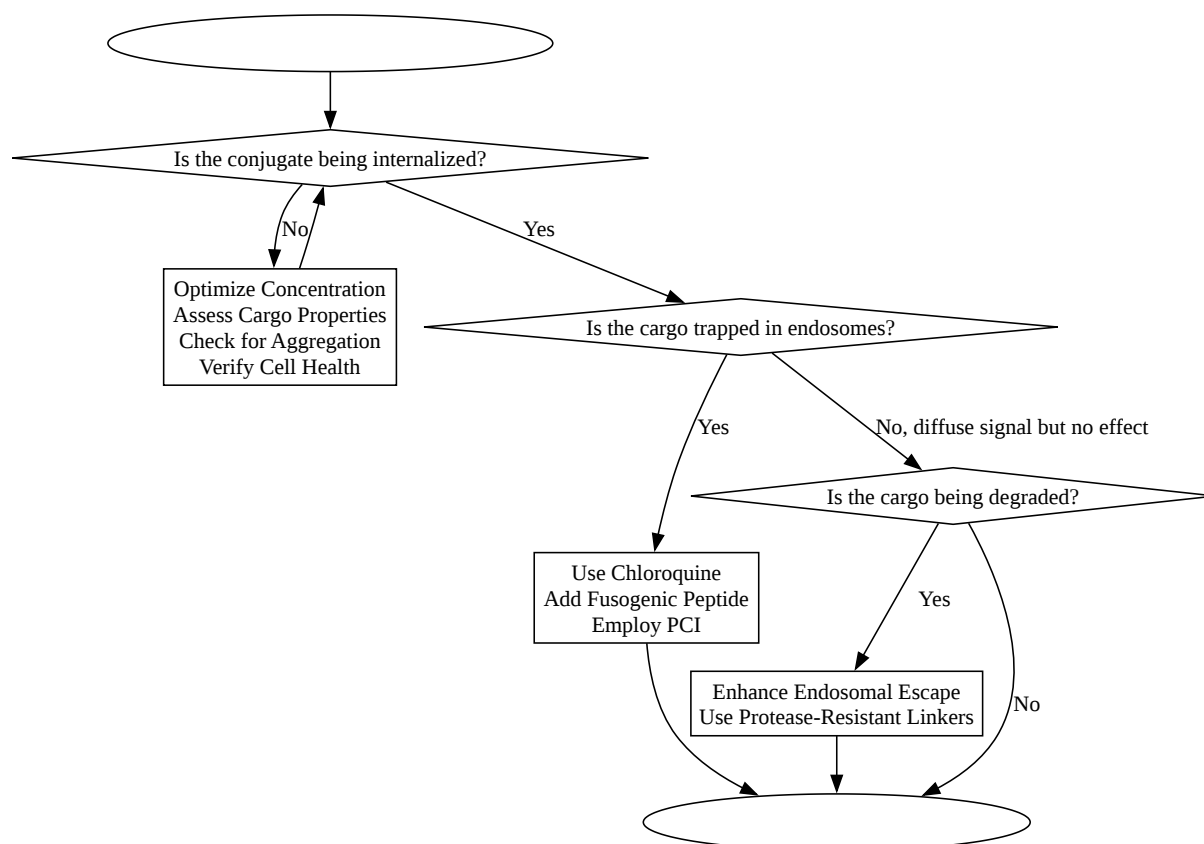 Is the conjugate being internalized?
No
Yes
Optimize Concentration
Assess Cargo Properties
Check for Aggregation
Verify Cell Health
Is the cargo trapped in endosomes?
Yes
No, diffuse signal but no effect
Is the cargo being degraded?
Use Chloroquine
Add Fusogenic Peptide
Employ PCI
Yes
Enhance Endosomal Escape
Use Protease-Resistant Linkers
No